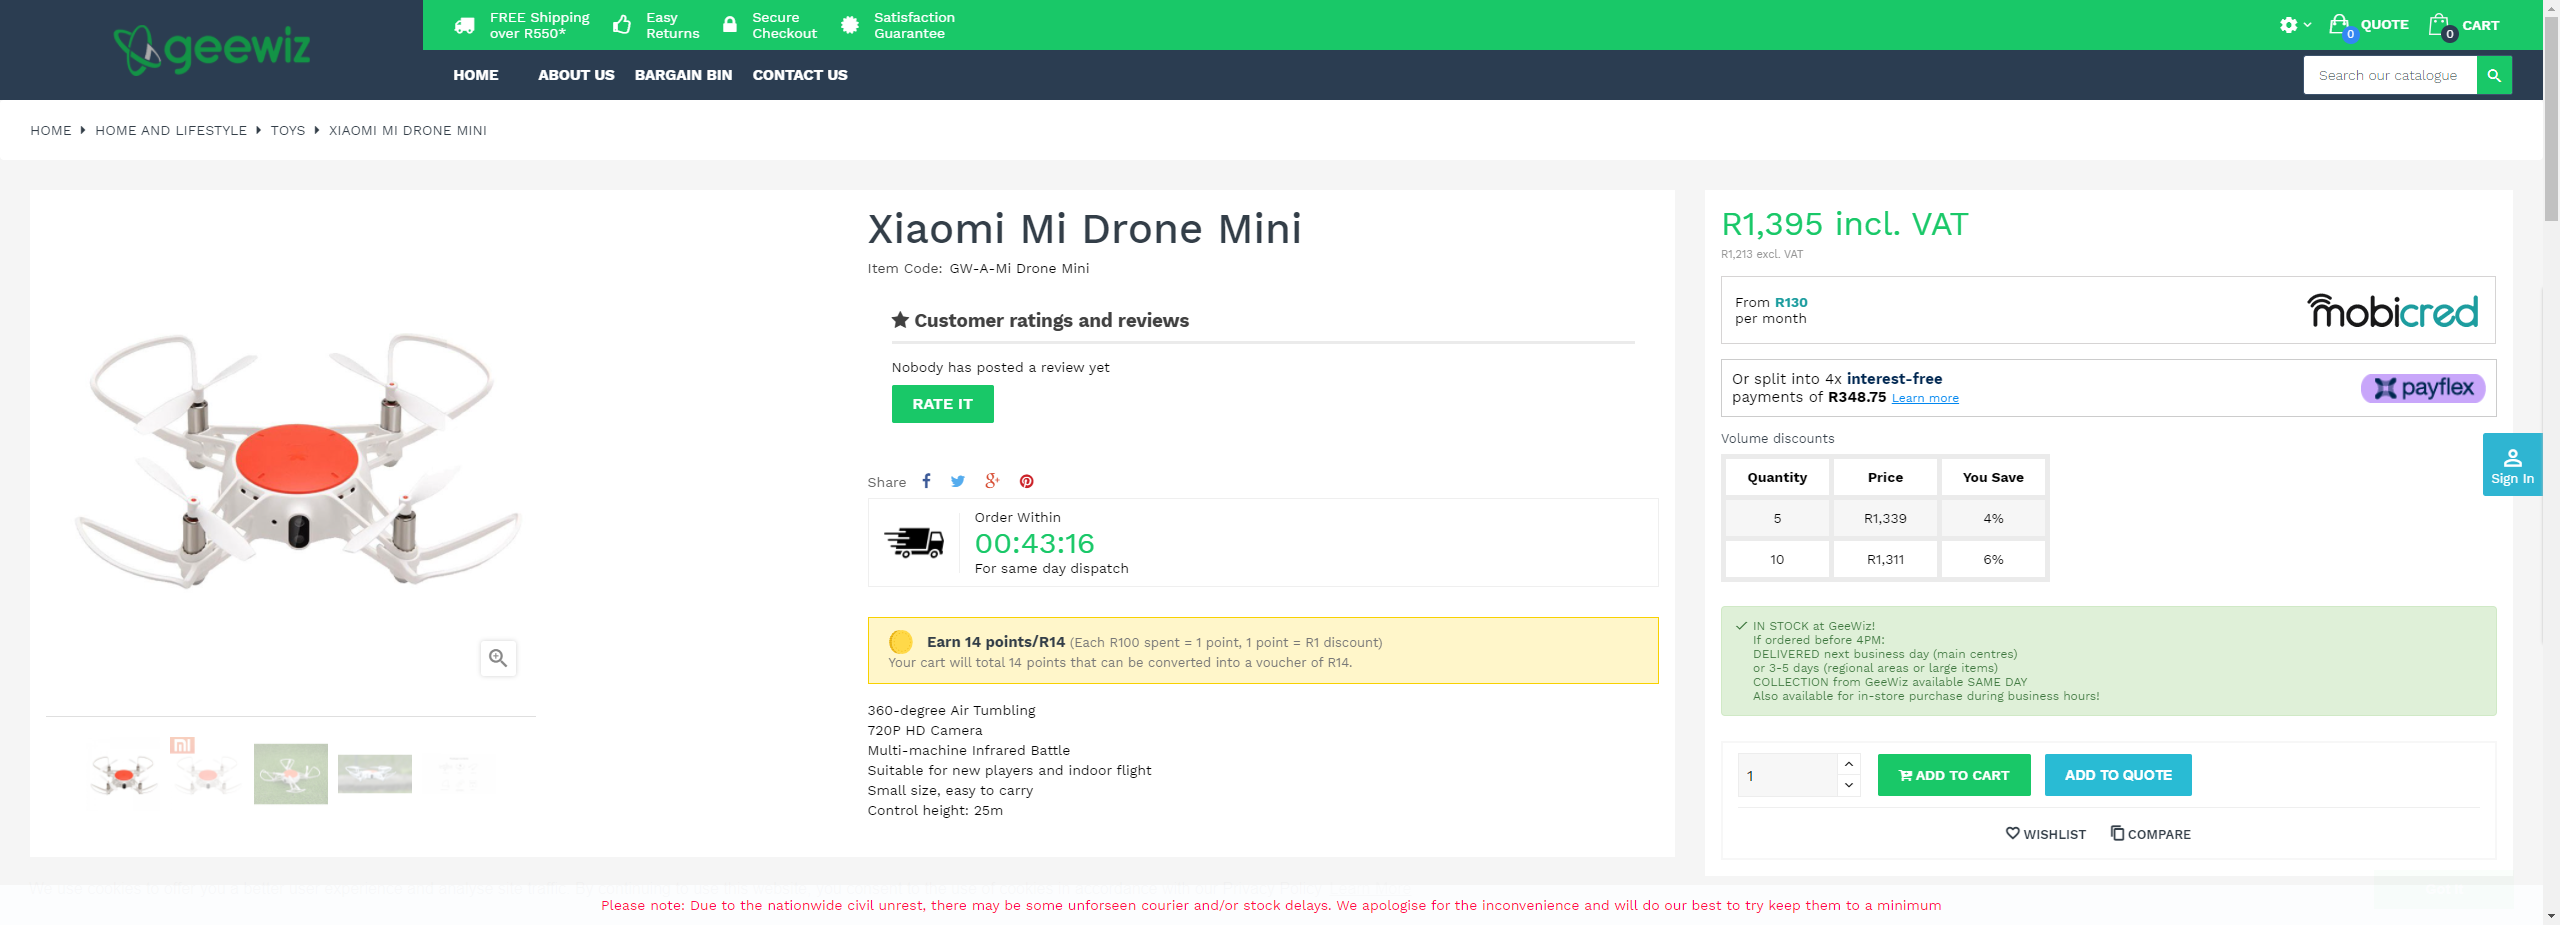 geewiz
FREE Shipping
over R550*
Easy
Returns
Secure
Checkout
Satisfaction
Guarantee
0
QUOTE
0
CART
HOME
ABOUT US
BARGAIN BIN
CONTACT US
Search our catalogue
HOME
HOME AND LIFESTYLE
TOYS
XIAOMI MI DRONE MINI
Xiaomi Mi Drone Mini
Item Code: GW-A-Mi Drone Mini
Customer ratings and reviews
Nobody has posted a review yet
RATE IT
Share
Order Within
00:43:16
For same day dispatch
Earn 14 points/R14 (Each R100 spent = 1 point, 1 point = R1 discount)
Your cart will total 14 points that can be converted into a voucher of R14.
360-degree Air Tumbling
720P HD Camera
Multi-machine Infrared Battle
Suitable for new players and indoor flight
Small size, easy to carry
Control height: 25m
R1,395 incl. VAT
R1,213 excl. VAT
From R130
per month
mobicred
Or split into 4x interest-free
payments of R348.75 Learn more
payflex
Volume discounts
Quantity Price You Save
5 R1,339 4%
10 R1,311 6%
Sign In
IN STOCK at GeeWiz!
If ordered before 4PM:
DELIVERED next business day (main centres)
or 3-5 days (regional areas or large items)
COLLECTION from GeeWiz available SAME DAY
Also available for in-store purchase during business hours!
1
ADD TO CART
ADD TO QUOTE
WISHLIST
COMPARE
Please note: Due to the nationwide civil unrest, there may be some unforseen courier and/or stock delays. We apologise for the inconvenience and will do our best to try keep them to a minimum